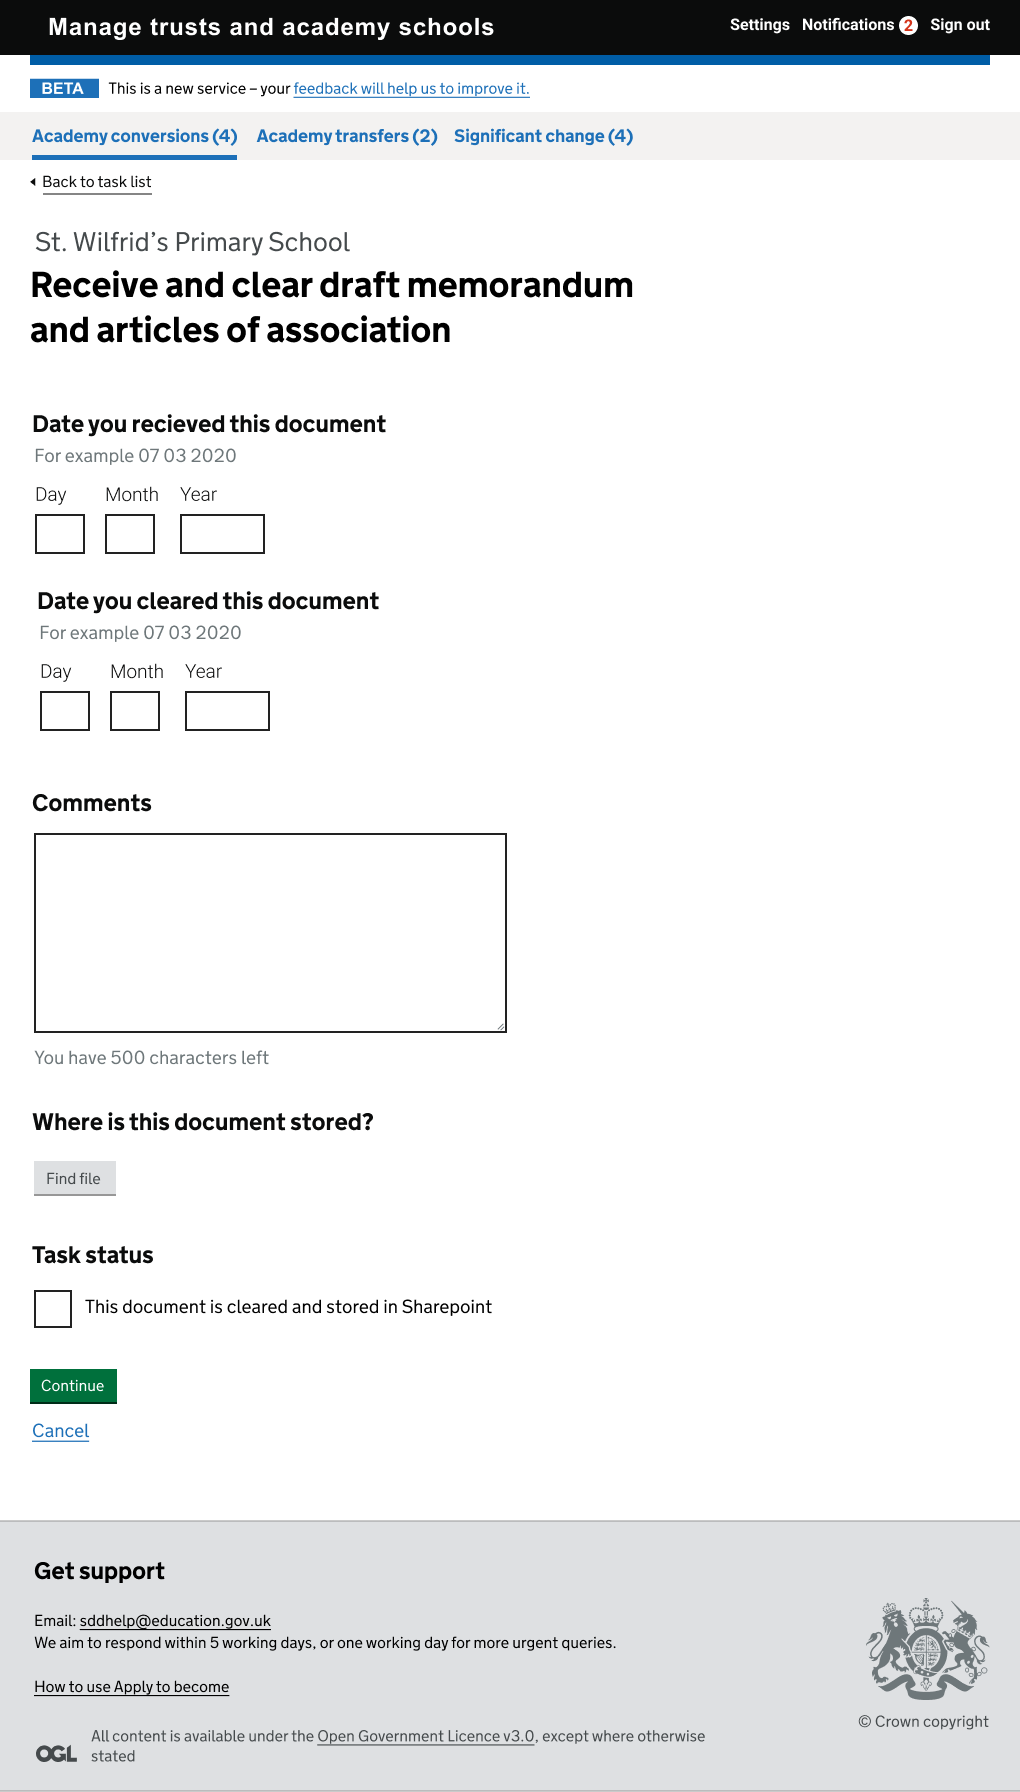 Manage trusts and academy schools
Settings Notifications 2 Sign out
BETA This is a new service – your feedback will help us to improve it.
Academy conversions (4) Academy transfers (2) Significant change (4)
Back to task list
St. Wilfrid’s Primary School
Receive and clear draft memorandum
and articles of association
Date you recieved this document
For example 07 03 2020
Day Month Year
Date you cleared this document
For example 07 03 2020
Day Month Year
Comments
You have 500 characters left
Where is this document stored?
Find file
Task status
This document is cleared and stored in Sharepoint
Continue
Cancel
Get support
Email: sddhelp@education.gov.uk
We aim to respond within 5 working days, or one working day for more urgent queries.
How to use Apply to become
© Crown copyright
OGL All content is available under the Open Government Licence v3.0, except where otherwise
stated